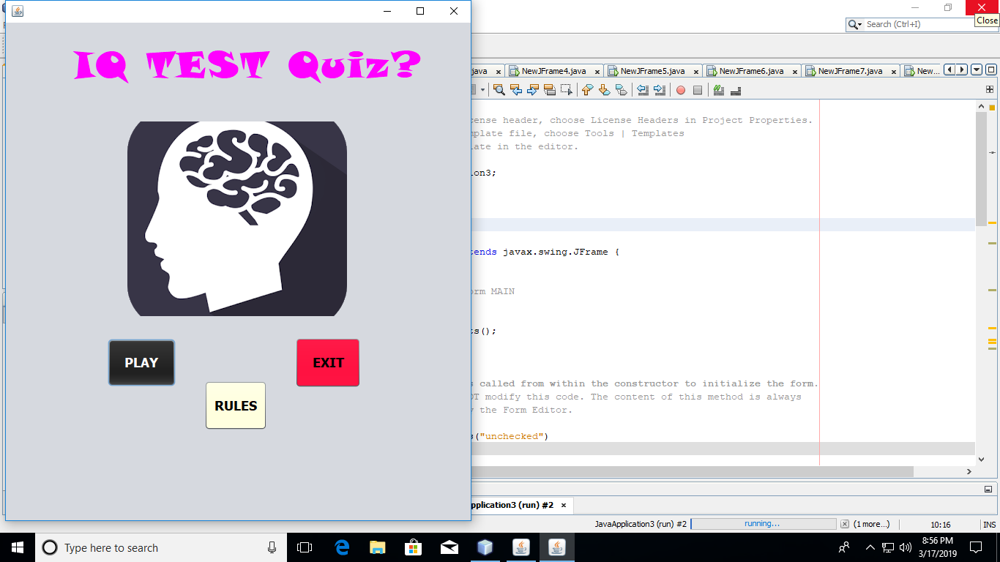 IQ TEST Quiz?
PLAY
EXIT
RULES
Close
Search (Ctrl+I)
java
NewJFrame4.java
NewJFrame5.java
NewJFrame6.java
NewJFrame7.java
New...
cense header, choose License Headers in Project Properties.
mplate file, choose Tools | Templates
late in the editor.
ion3;
tends javax.swing.JFrame {
orm MAIN
ts();
s called from within the constructor to initialize the form.
OT modify this code. The content of this method is always
y the Form Editor.
s("unchecked")
pplication3 (run) #2
JavaApplication3 (run) #2
running...
(1 more...)
10:16
INS
Type here to search
8:56 PM
3/17/2019